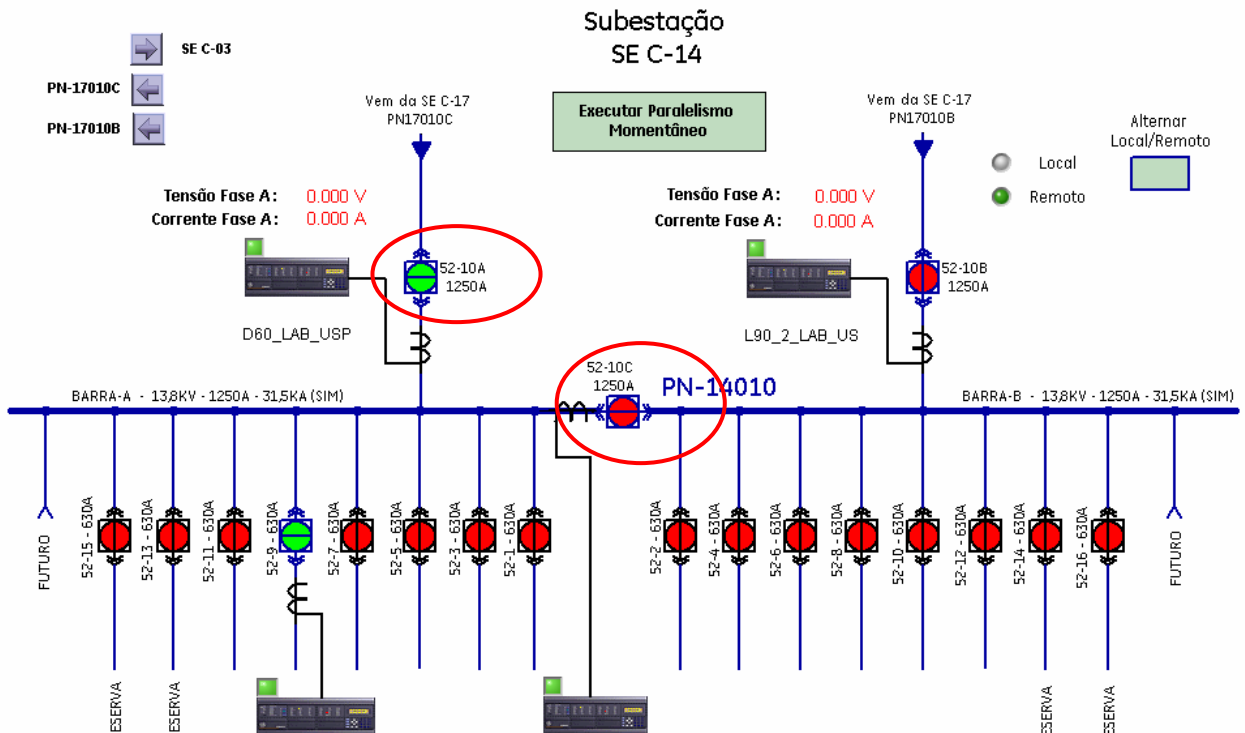 Subestação
SE C-14
SE C-03
PN-17010C
PN-17010B
Vem da SE C-17
PN17010C
Executar Paralelismo
Momentâneo
Vem da SE C-17
PN17010B
Alternar
Local/Remoto
Local
Remoto
Tensão Fase A: 0.000 V
Corrente Fase A: 0.000 A
Tensão Fase A: 0.000 V
Corrente Fase A: 0.000 A
52-10A
1250A
52-10B
1250A
D60_LAB_USP
L90_2_LAB_US
52-10C
1250A
PN-14010
BARRA-A - 13,8KV - 1250A - 31,5KA (SIM)
BARRA-B - 13,8KV - 1250A - 31,5KA (SIM)
FUTURO
52-15 - 630A
52-13 - 630A
52-11 - 630A
52-9 - 630A
52-7 - 630A
52-5 - 630A
52-3 - 630A
52-1 - 630A
52-2 - 630A
52-4 - 630A
52-6 - 630A
52-8 - 630A
52-10 - 630A
52-12 - 630A
52-14 - 630A
52-16 - 630A
FUTURO
ESERVA
ESERVA
ESERVA
ESERVA